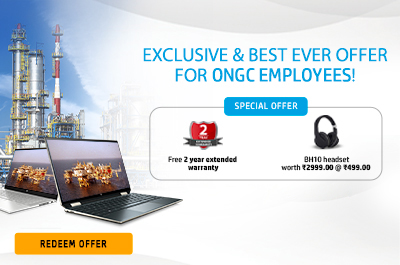 EXCLUSIVE & BEST EVER OFFER
FOR ONGC EMPLOYEES!
SPECIAL OFFER
2
YEAR
Free 2 year extended
warranty
BH10 headset
worth ₹2999.00 @ ₹499.00
REDEEM OFFER